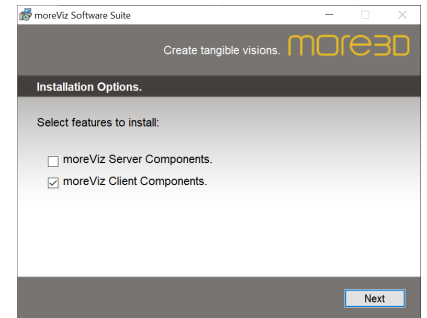 moreViz Software Suite
Create tangible visions. more3D
Installation Options.
Select features to install:
moreViz Server Components.
moreViz Client Components.
Next